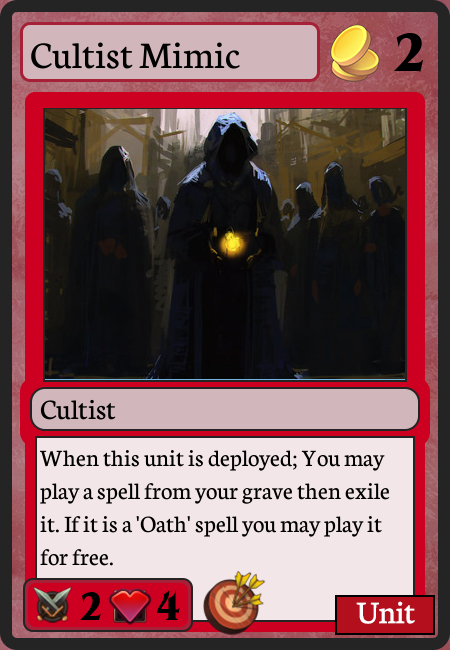 Cultist Mimic
2
Cultist
When this unit is deployed; You may
play a spell from your grave then exile
it. If it is a 'Oath' spell you may play it
for free.
2 4
Unit